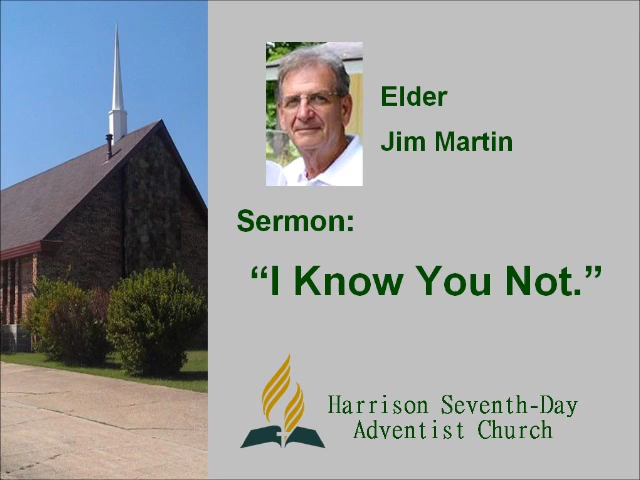 Elder
Jim Martin
Sermon:
“I Know You Not.”
Harrison Seventh-Day
Adventist Church